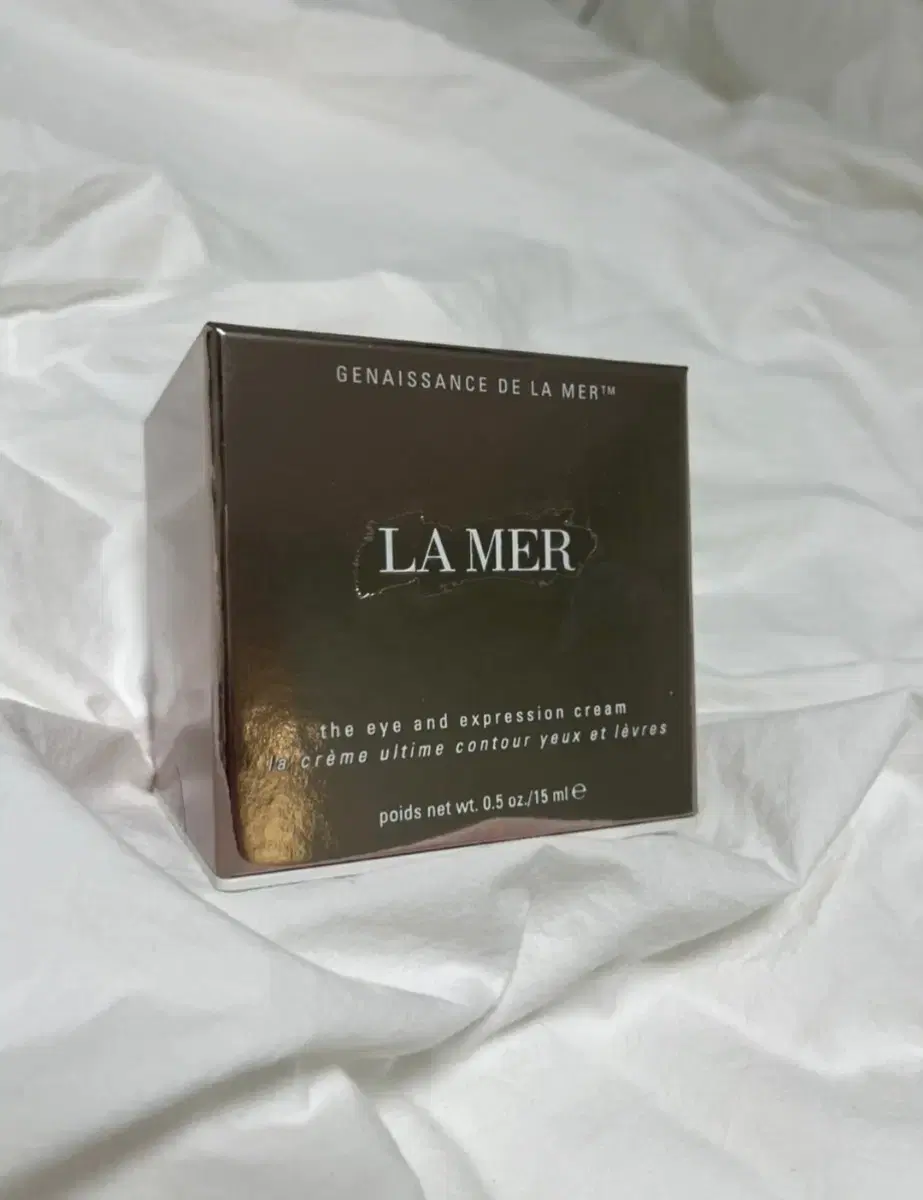 GENAISSANCE DE LA MER™
LA MER
the eye and expression cream
la crème ultime contour yeux et lèvres
poids net wt. 0.5 oz./15 ml ℮